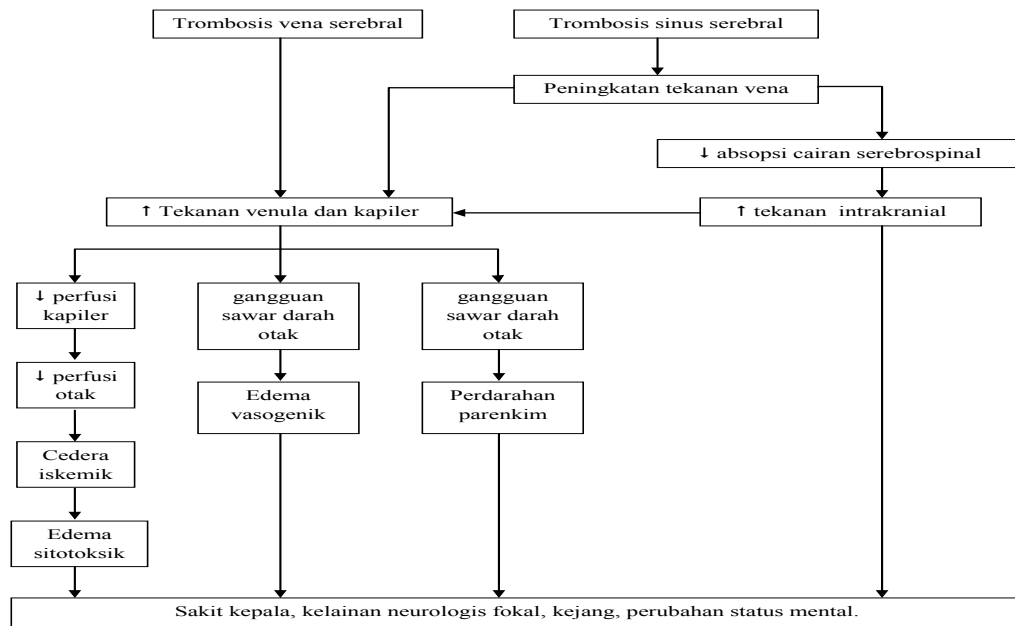 Trombosis vena serebral
Trombosis sinus serebral
Peningkatan tekanan vena
↓ absopsi cairan serebrospinal
↑ Tekanan venula dan kapiler
↑ tekanan intrakranial
↓ perfusi
kapiler
gangguan
sawar darah
otak
gangguan
sawar darah
otak
↓ perfusi
otak
Edema
vasogenik
Perdarahan
parenkim
Cedera
iskemik
Edema
sitotoksik
Sakit kepala, kelainan neurologis fokal, kejang, perubahan status mental.